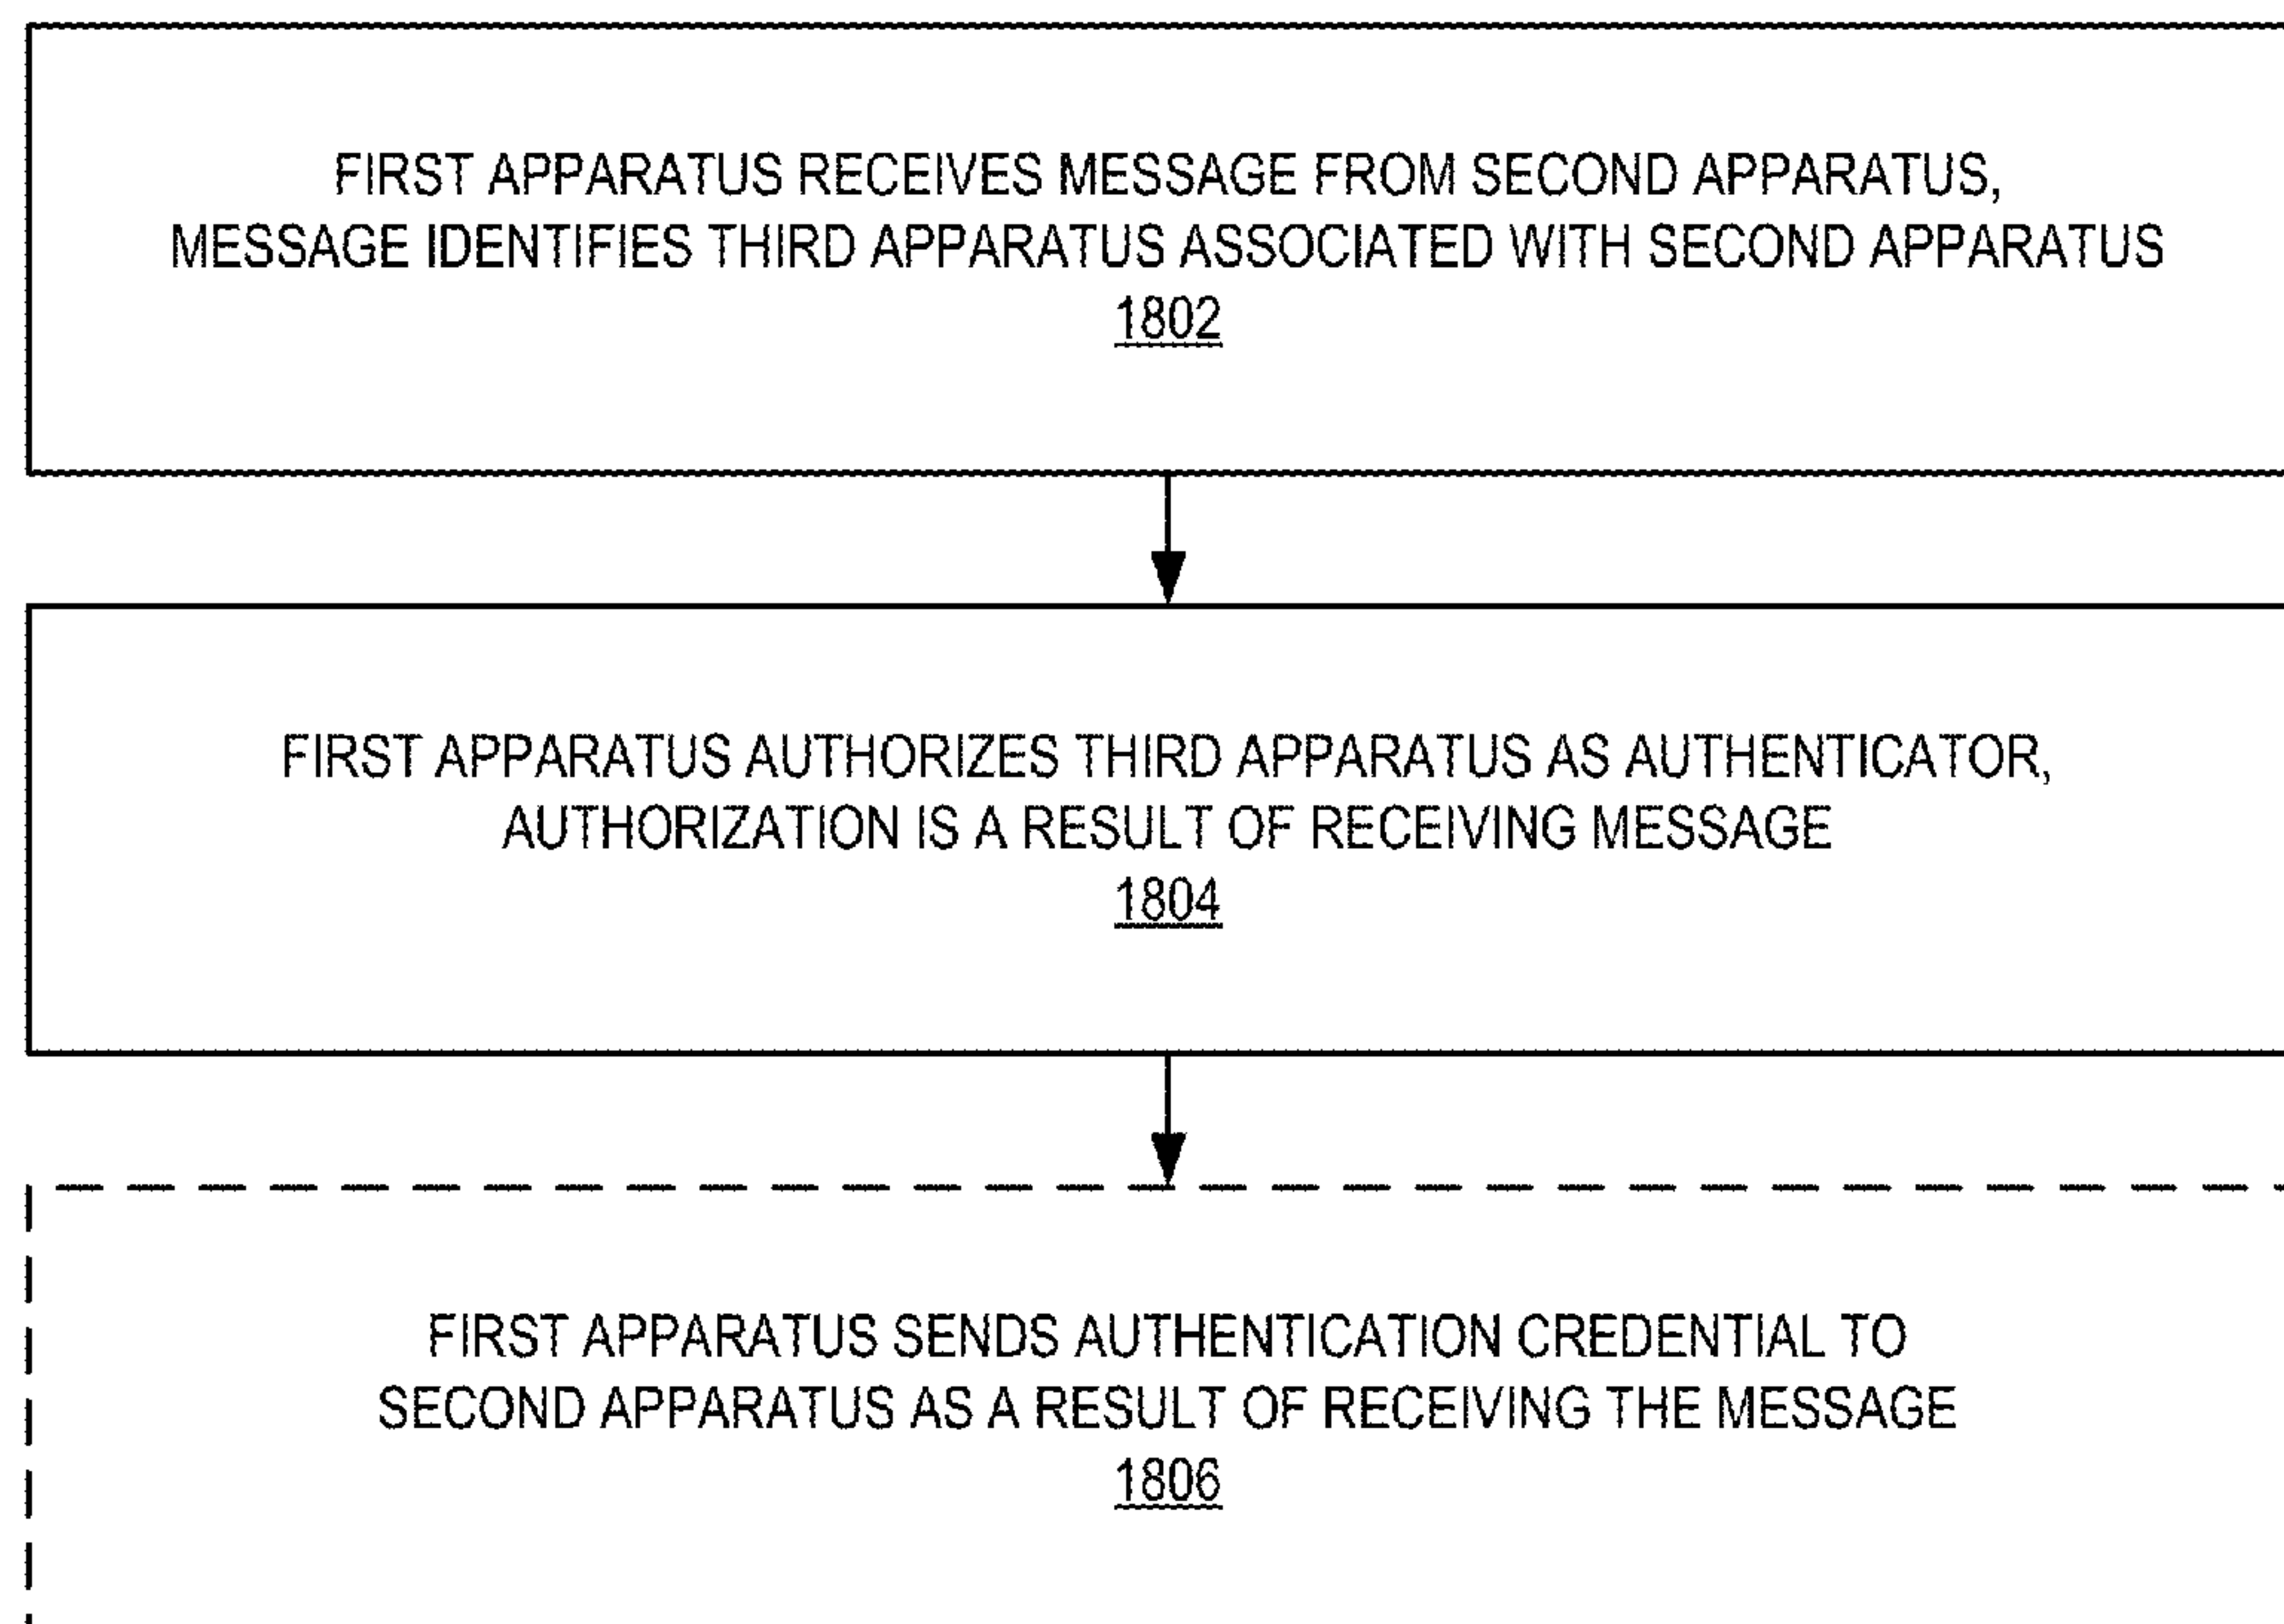 FIRST APPARATUS RECEIVES MESSAGE FROM SECOND APPARATUS,
MESSAGE IDENTIFIES THIRD APPARATUS ASSOCIATED WITH SECOND APPARATUS
1802
FIRST APPARATUS AUTHORIZES THIRD APPARATUS AS AUTHENTICATOR,
AUTHORIZATION IS A RESULT OF RECEIVING MESSAGE
1804
FIRST APPARATUS SENDS AUTHENTICATION CREDENTIAL TO
SECOND APPARATUS AS A RESULT OF RECEIVING THE MESSAGE
1806